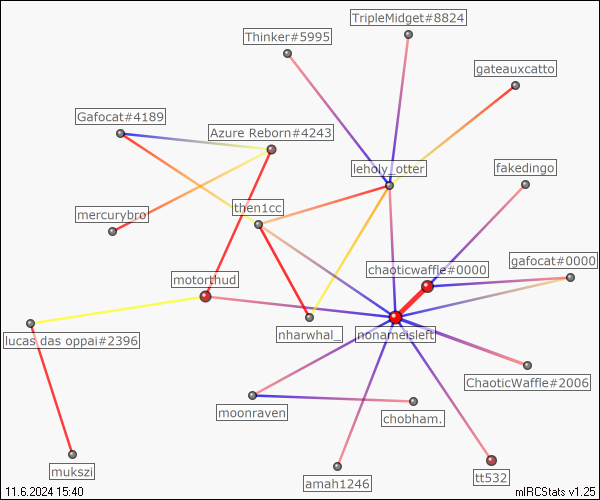 TripleMidget#8824
Thinker#5995
gateauxcatto
Gafocat#4189
Azure Reborn#4243
leholy_otter
fakedingo
mercurybro
then1cc
gafocat#0000
chaoticwaffle#0000
motorthud
lucas das oppai#2396
nharwhal_
nonameisleft
ChaoticWaffle#2006
moonraven
chobham.
mukszi
amah1246
tt532
11.6.2024 15:40
mIRCStats v1.25